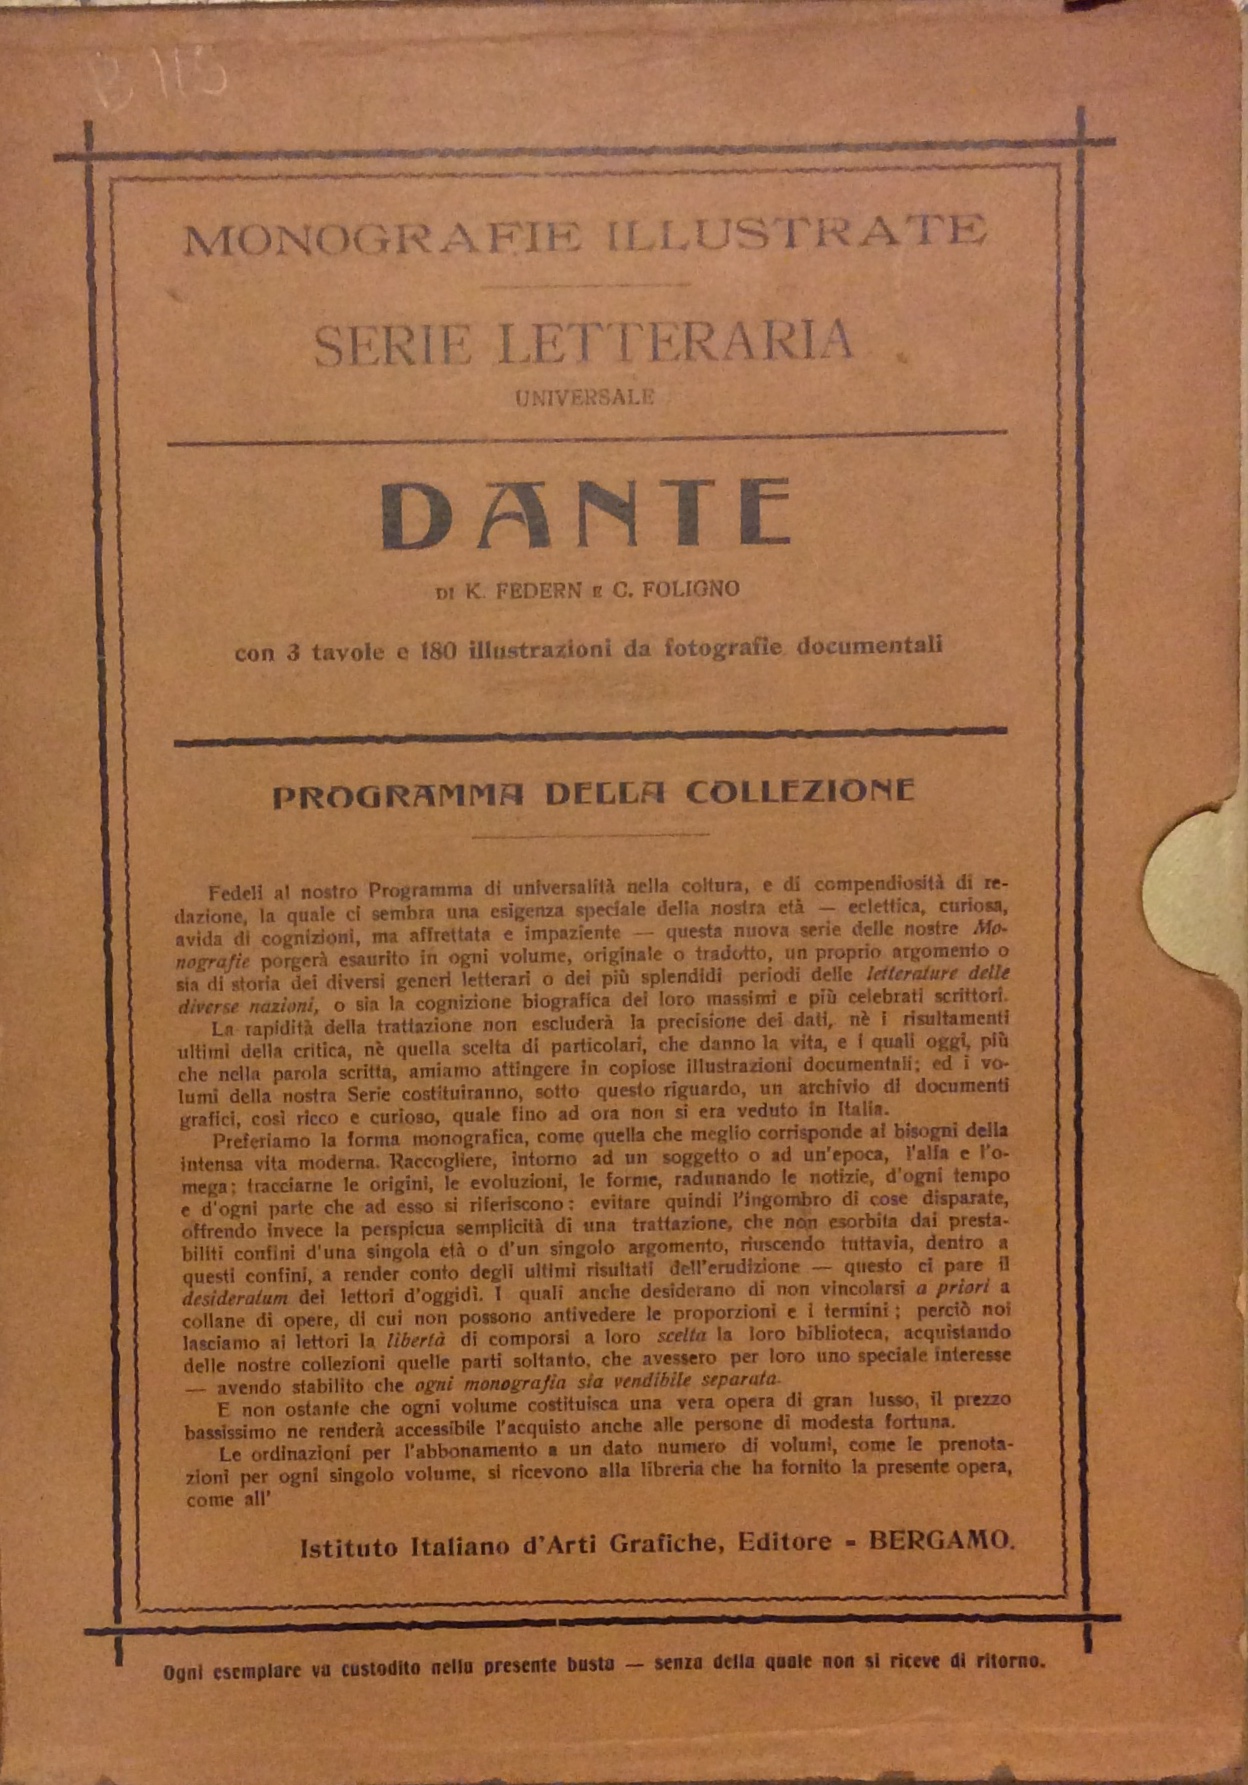 B 113
MONOGRAFIE ILLUSTRATE
SERIE LETTERARIA
UNIVERSALE
DANTE
DI K. FEDERN E C. FOLIGNO
con 3 tavole e 180 illustrazioni da fotografie documentali
PROGRAMMA DELLA COLLEZIONE
Fedeli al nostro Programma di universalità nella coltura, e di compendiosità di re-
dazione, la quale ci sembra una esigenza speciale della nostra età — eclettica, curiosa,
avida di cognizioni, ma affrettata e impaziente — questa nuova serie delle nostre Mo-
nografie porgerà esaurito in ogni volume, originale o tradotto, un proprio argomento o
sia di storia dei diversi generi letterari o dei più splendidi periodi delle letterature delle
diverse nazioni, o sia la cognizione biografica dei loro massimi e più celebrati scrittori.
La rapidità della trattazione non escluderà la precisione dei dati, nè i risultamenti
ultimi della critica, nè quella scelta di particolari, che danno la vita, e i quali oggi, più
che nella parola scritta, amiamo attingere in copiose illustrazioni documentali; ed i vo-
lumi della nostra Serie costituiranno, sotto questo riguardo, un archivio di documenti
grafici, così ricco e curioso, quale fino ad ora non si era veduto in Italia.
Preferiamo la forma monografica, come quella che meglio corrisponde ai bisogni della
intensa vita moderna. Raccogliere, intorno ad un soggetto o ad un'epoca, l'alfa e l'o-
mega; tracciarne le origini, le evoluzioni, le forme, radunando le notizie, d'ogni tempo
e d'ogni parte che ad esso si riferiscono: evitare quindi l'ingombro di cose disparate,
offrendo invece la perspicua semplicità di una trattazione, che non esorbita dai presta-
biliti confini d'una singola età o d'un singolo argomento, riuscendo tuttavia, dentro a
questi confini, a render conto degli ultimi risultati dell'erudizione — questo ci pare il
desideratum dei lettori d'oggidì. I quali anche desiderano di non vincolarsi a priori a
collane di opere, di cui non possono antivedere le proporzioni e i termini; perciò noi
lasciamo ai lettori la libertà di comporsi a loro scelta la loro biblioteca, acquistando
delle nostre collezioni quelle parti soltanto, che avessero per loro uno speciale interesse
— avendo stabilito che ogni monografia sia vendibile separata.
E non ostante che ogni volume costituisca una vera opera di gran lusso, il prezzo
bassissimo ne renderà accessibile l'acquisto anche alle persone di modesta fortuna.
Le ordinazioni per l'abbonamento a un dato numero di volumi, come le prenota-
zioni per ogni singolo volume, si ricevono alla libreria che ha fornito la presente opera,
come all'
Istituto Italiano d'Arti Grafiche, Editore - BERGAMO.
Ogni esemplare va custodito nella presente busta — senza della quale non si riceve di ritorno.